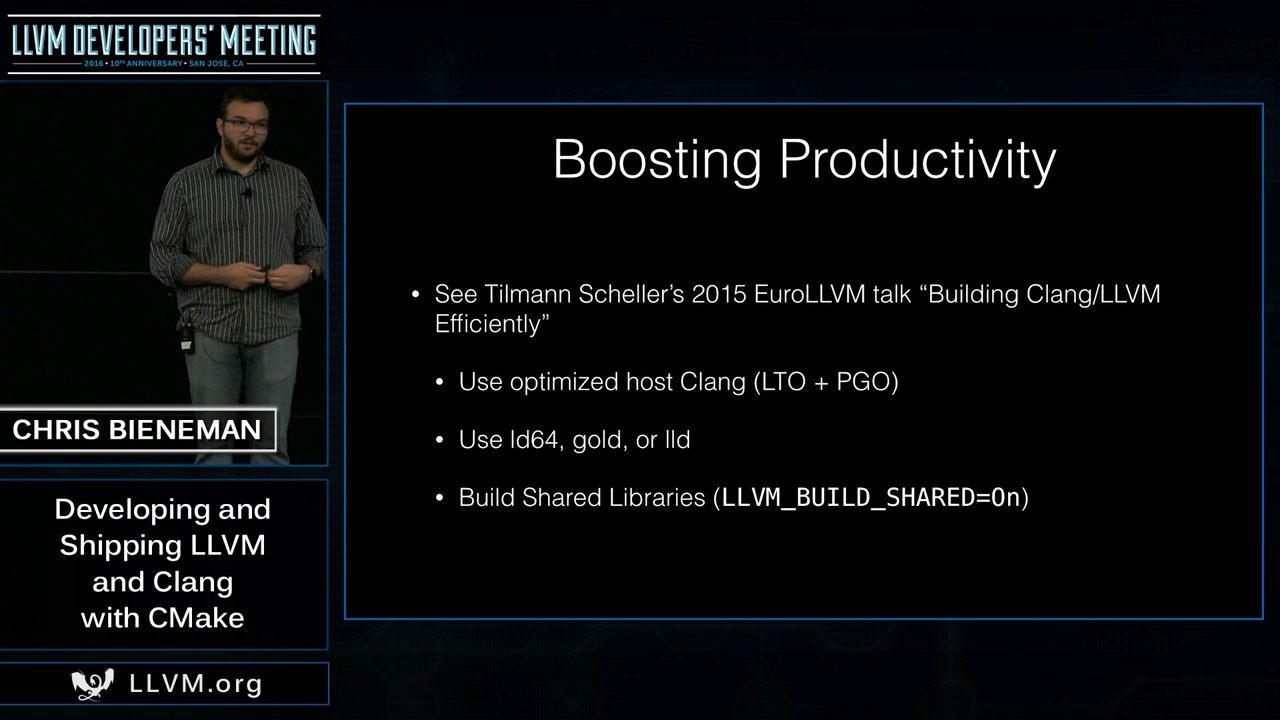 LLVM DEVELOPERS' MEETING
2016 • 10TH ANNIVERSARY • SAN JOSE, CA
Boosting Productivity
• See Tilmann Scheller’s 2015 EuroLLVM talk “Building Clang/LLVM
Efficiently”
• Use optimized host Clang (LTO + PGO)
• Use ld64, gold, or lld
• Build Shared Libraries (LLVM_BUILD_SHARED=On)
CHRIS BIENEMAN
Developing and
Shipping LLVM
and Clang
with CMake
LLVM.org